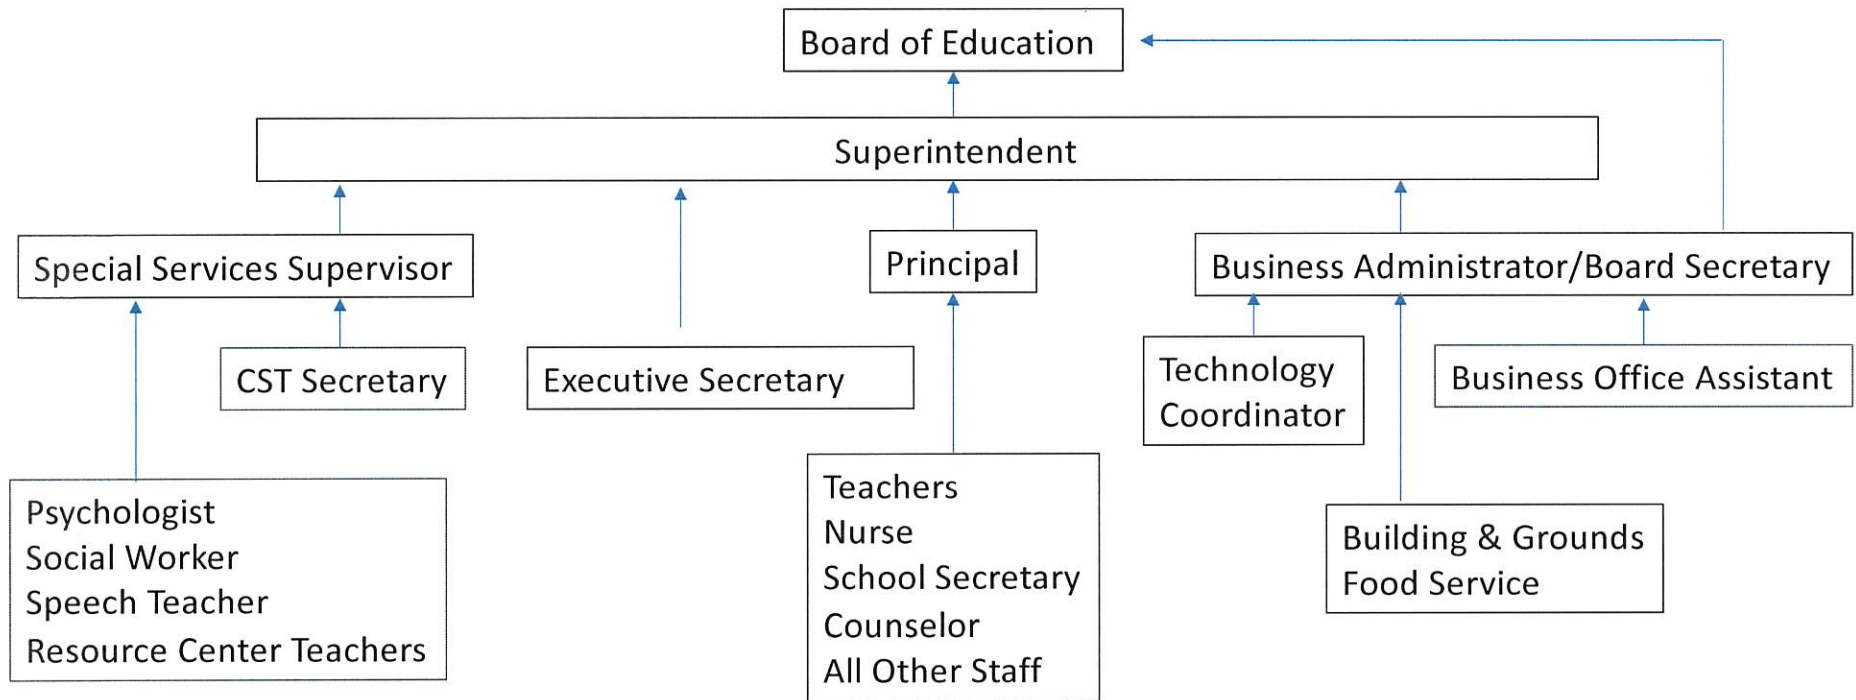 Board of Education
Superintendent
Special Services Supervisor
Principal
Business Administrator/Board Secretary
CST Secretary
Executive Secretary
Technology
Coordinator
Business Office Assistant
Psychologist
Social Worker
Speech Teacher
Resource Center Teachers
Teachers
Nurse
School Secretary
Counselor
All Other Staff
Building & Grounds
Food Service